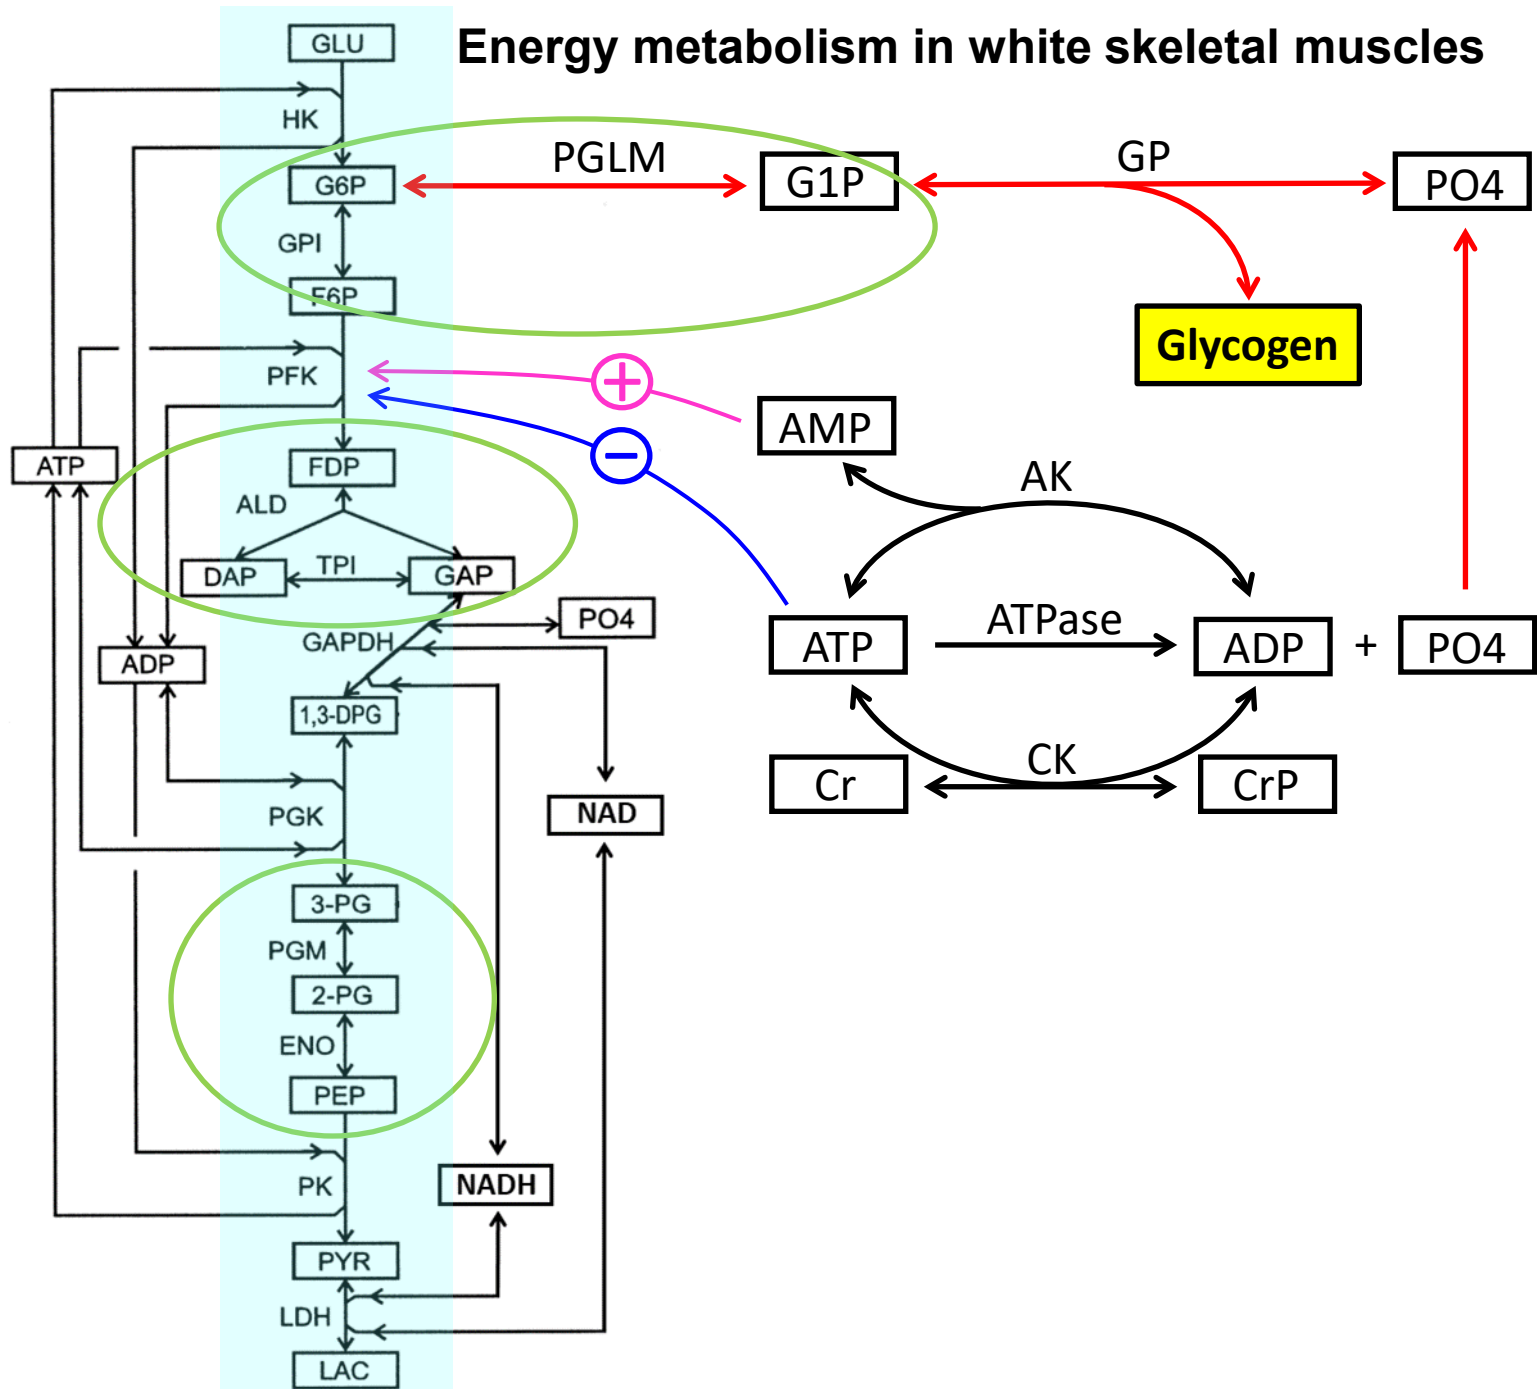 Energy metabolism in white skeletal muscles
GLU
HK
G6P
PGLM
G1P
GP
PO4
GPI
F6P
Glycogen
PFK
+
AMP
−
ATP
FDP
AK
ALD
DAP
TPI
GAP
PO4
GAPDH
ATPase
ATP
ADP
+
PO4
ADP
1,3-DPG
CK
Cr
CrP
PGK
NAD
3-PG
PGM
2-PG
ENO
PEP
PK
NADH
PYR
LDH
LAC